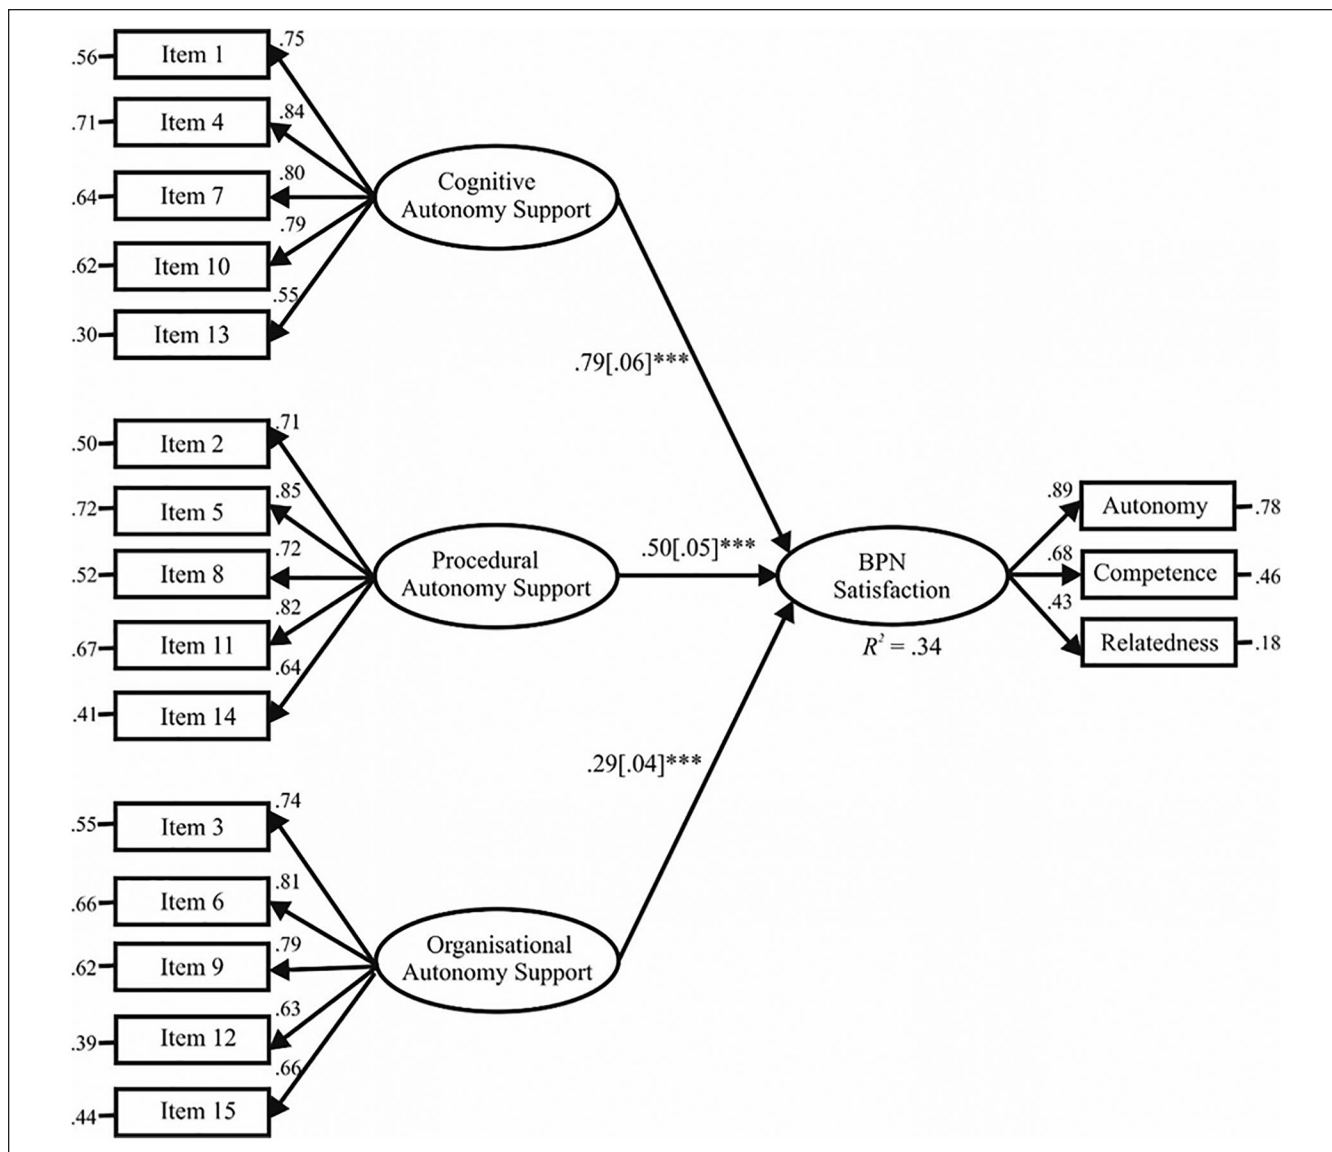 .75
.56 Item 1
.84
.71 Item 4
.80
.64 Item 7
.79
.62 Item 10
.55
.30 Item 13
Cognitive
Autonomy Support
.79[.06]***
.71
.50 Item 2
.85
.72 Item 5
.72
.52 Item 8
.82
.67 Item 11
.64
.41 Item 14
Procedural
Autonomy Support
.50[.05]***
BPN
Satisfaction
R² = .34
.89
Autonomy .78
.68
Competence .46
.43
Relatedness .18
.29[.04]***
.74
.55 Item 3
.81
.66 Item 6
.79
.62 Item 9
.63
.39 Item 12
.66
.44 Item 15
Organisational
Autonomy Support